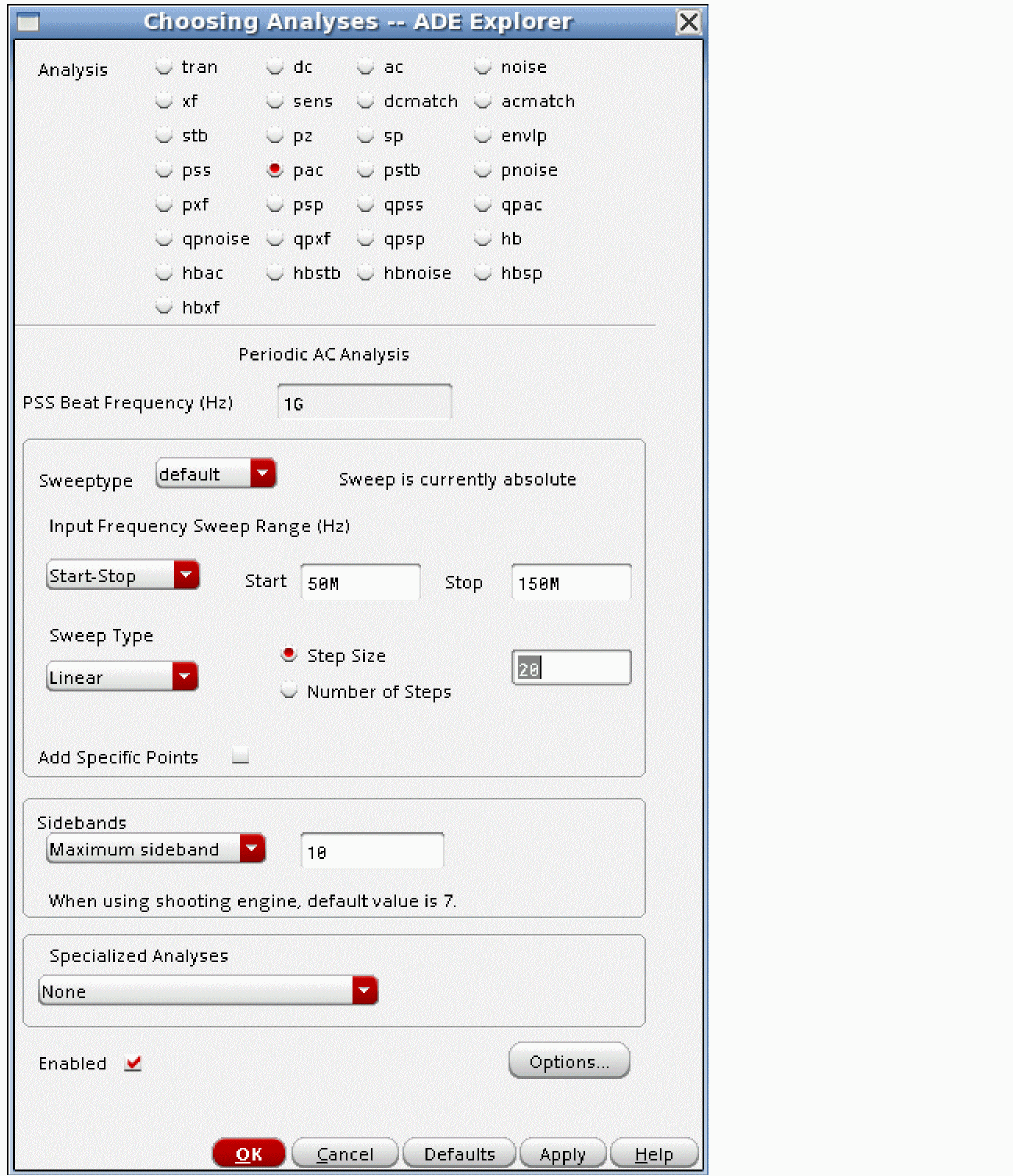 Choosing Analyses -- ADE Explorer
Analysis tran dc ac noise
xf sens dcmatch acmatch
stb pz sp envlp
pss pac pstb pnoise
pxf psp qpss qpac
qpnoise qpxf qpsp hb
hbac hbstb hbnoise hbsp
hbxf
Periodic AC Analysis
PSS Beat Frequency (Hz) 1G
Sweeptype default Sweep is currently absolute
Input Frequency Sweep Range (Hz)
Start-Stop Start 50M Stop 150M
Sweep Type
Linear Step Size 20
Number of Steps
Add Specific Points
Sidebands
Maximum sideband 10
When using shooting engine, default value is 7.
Specialized Analyses
None
Enabled Options...
OK Cancel Defaults Apply Help